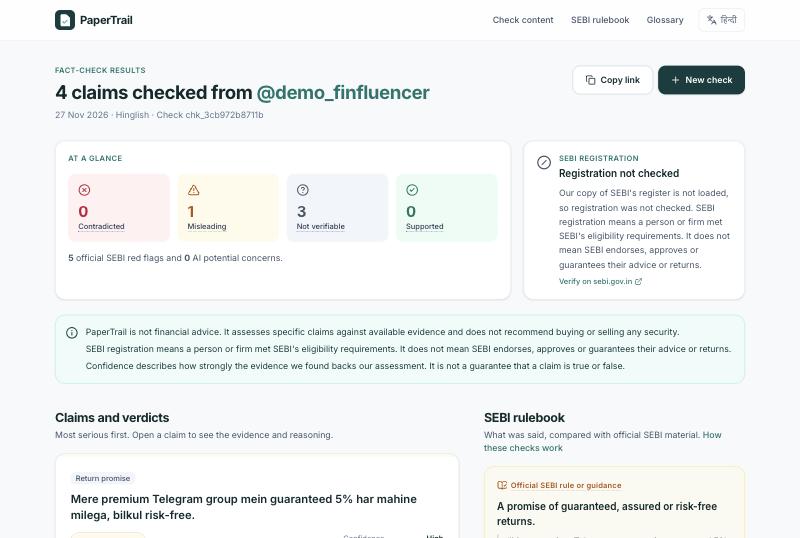 PaperTrail
Check content
SEBI rulebook
Glossary
हिन्दी
FACT-CHECK RESULTS
4 claims checked from @demo_finfluencer
27 Nov 2026 · Hinglish · Check chk_3cb972b8711b
Copy link
New check
AT A GLANCE
0
Contradicted
1
Misleading
3
Not verifiable
0
Supported
5 official SEBI red flags and 0 AI potential concerns.
SEBI REGISTRATION
Registration not checked
Our copy of SEBI's register is not loaded,
so registration was not checked. SEBI
registration means a person or firm met
SEBI's eligibility requirements. It does not
mean SEBI endorses, approves or
guarantees their advice or returns.
Verify on sebi.gov.in
PaperTrail is not financial advice. It assesses specific claims against available evidence and does not recommend buying or selling any security.
SEBI registration means a person or firm met SEBI's eligibility requirements. It does not mean SEBI endorses, approves or guarantees their advice or returns.
Confidence describes how strongly the evidence we found backs our assessment. It is not a guarantee that a claim is true or false.
Claims and verdicts
Most serious first. Open a claim to see the evidence and reasoning.
Return promise
Mere premium Telegram group mein guaranteed 5% har mahine
milega, bilkul risk-free.
Confidence
High
SEBI rulebook
What was said, compared with official SEBI material. How
these checks work
Official SEBI rule or guidance
A promise of guaranteed, assured or risk-free
returns.